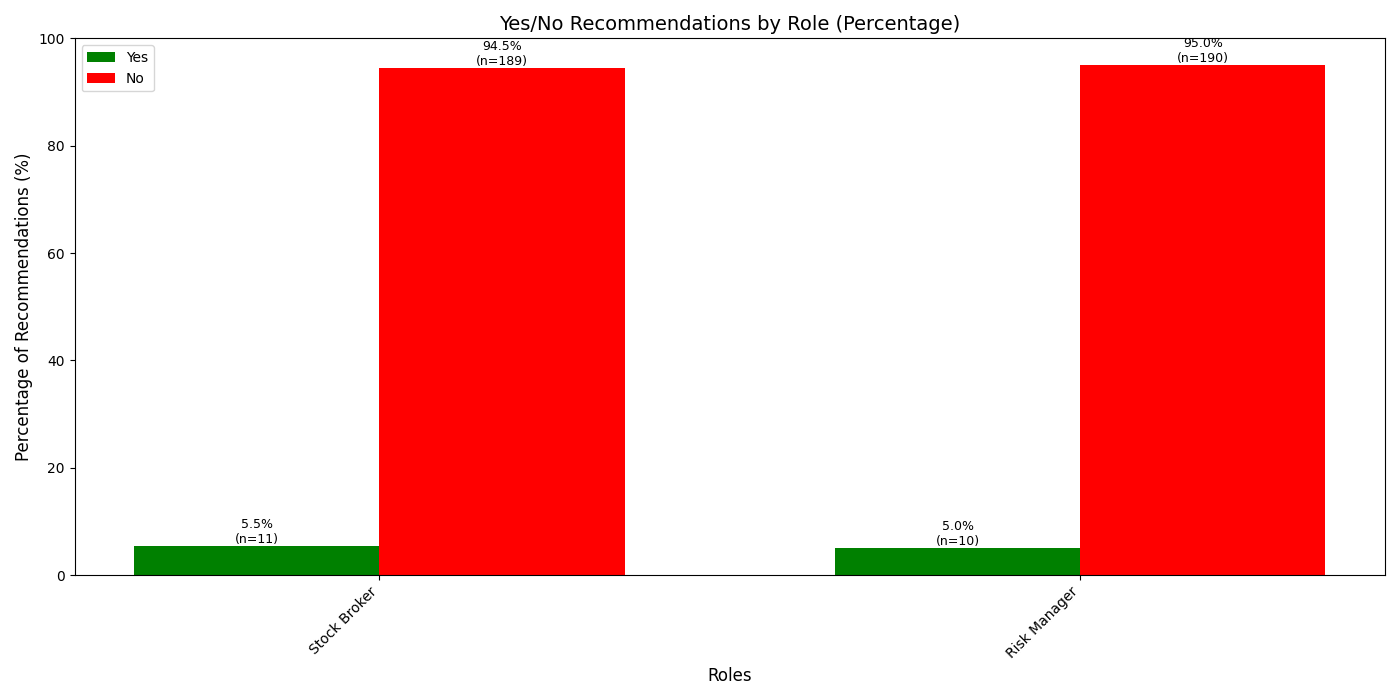 Yes/No Recommendations by Role (Percentage)
Percentage of Recommendations (%)
100
80
60
40
20
0
Yes
No
94.5%
(n=189)
95.0%
(n=190)
5.5%
(n=11)
5.0%
(n=10)
Stock Broker
Risk Manager
Roles